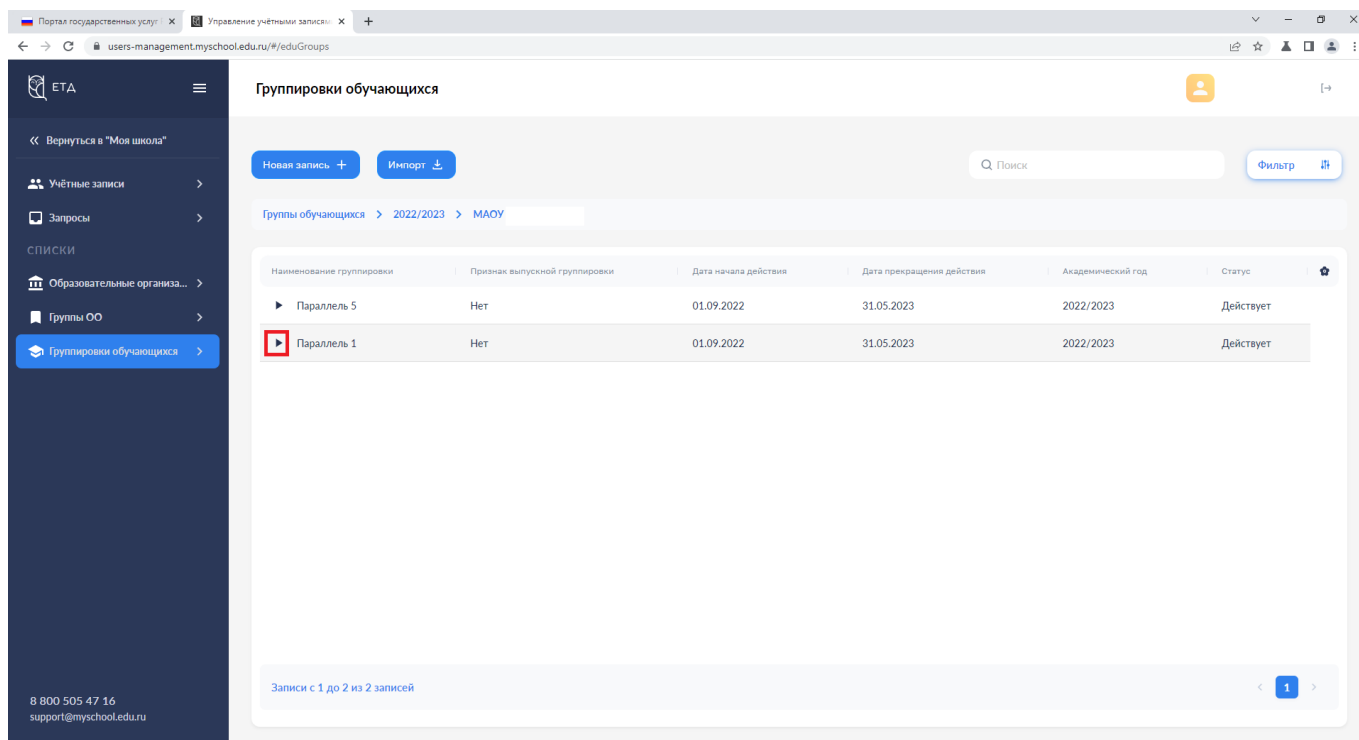 Портал государственных услуг
Управление учётными записям
users-management.myschool.edu.ru/#/eduGroups
ЕТД
Группировки обучающихся
Вернуться в "Моя школа"
Учётные записи
Запросы
СПИСКИ
Образовательные организа...
Группы ОО
Группировки обучающихся
8 800 505 47 16
support@myschool.edu.ru
Новая запись +
Импорт
Поиск
Фильтр
Группы обучающихся > 2022/2023 > МАОУ
Наименование группировки Признак выпускной группировки Дата начала действия Дата прекращения действия Академический год Статус
Параллель 5 Нет 01.09.2022 31.05.2023 2022/2023 Действует
Параллель 1 Нет 01.09.2022 31.05.2023 2022/2023 Действует
Записи с 1 до 2 из 2 записей
1